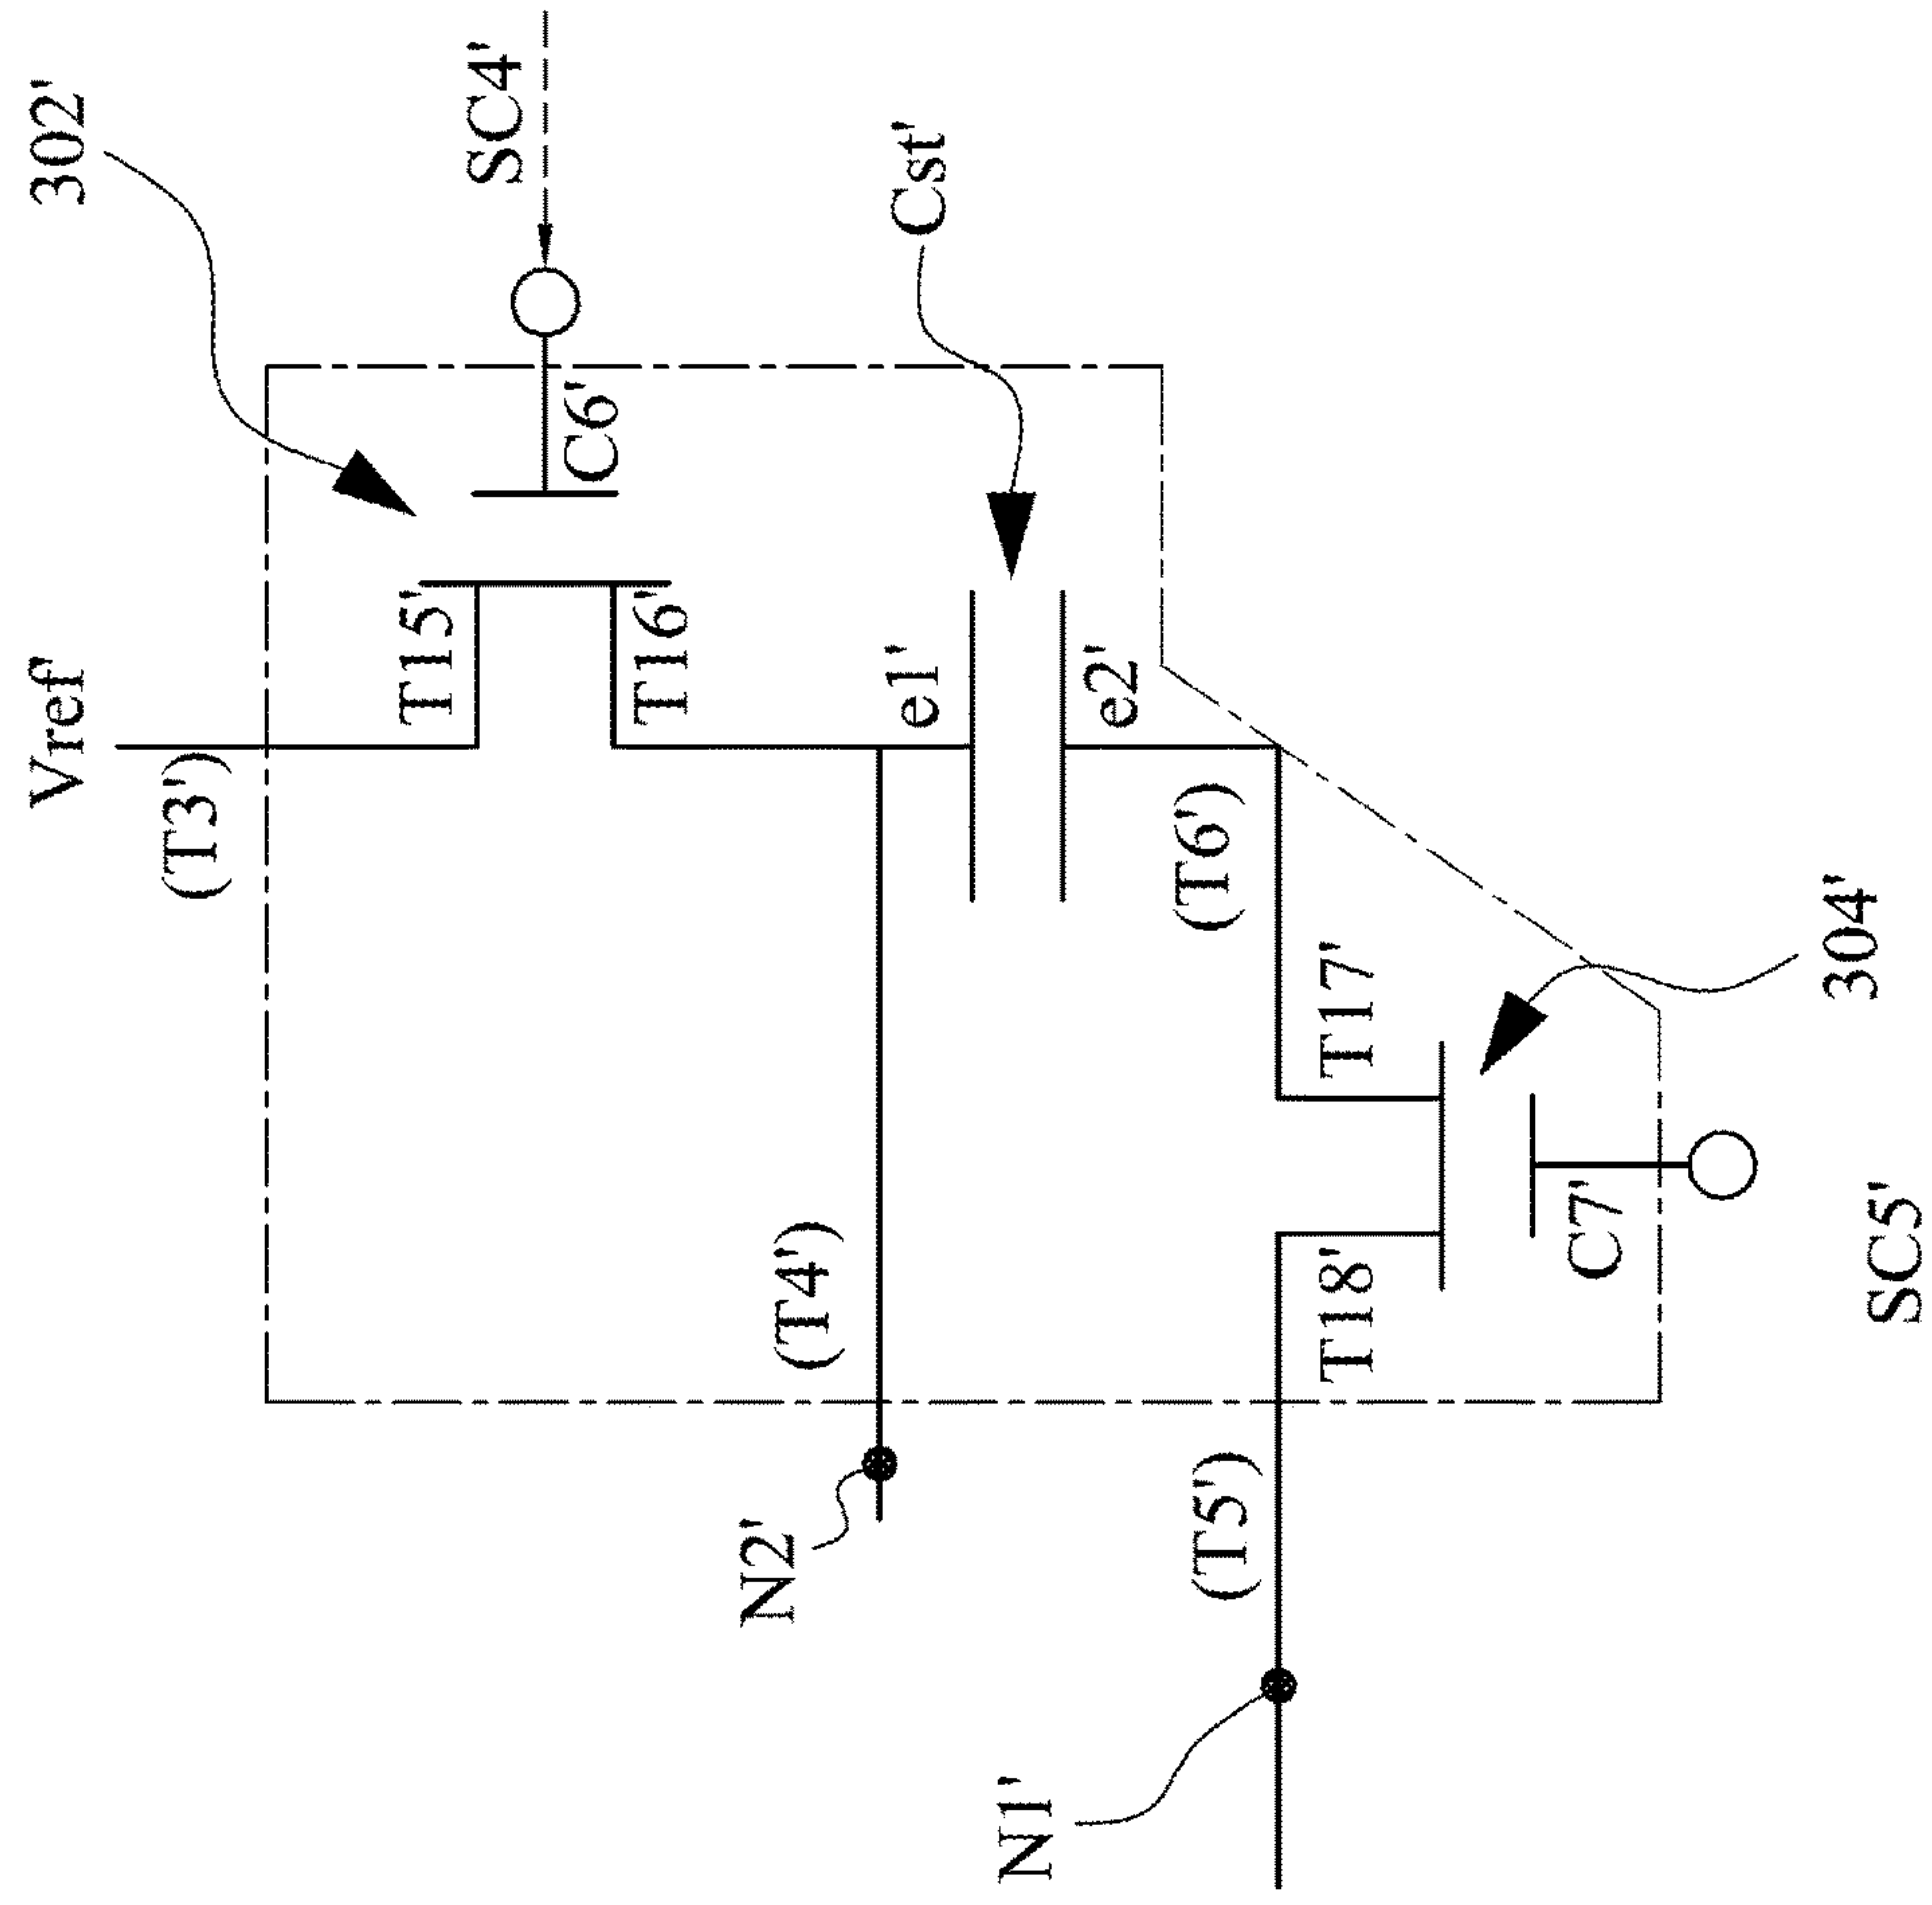 302'
SC4'
Vref
(T3')
C6'
T15'
T16'
Cst'
e1'
e2'
(T4')
N2'
(T6')
T17'
304'
T18'
C7'
SC5'
(T5')
N1'